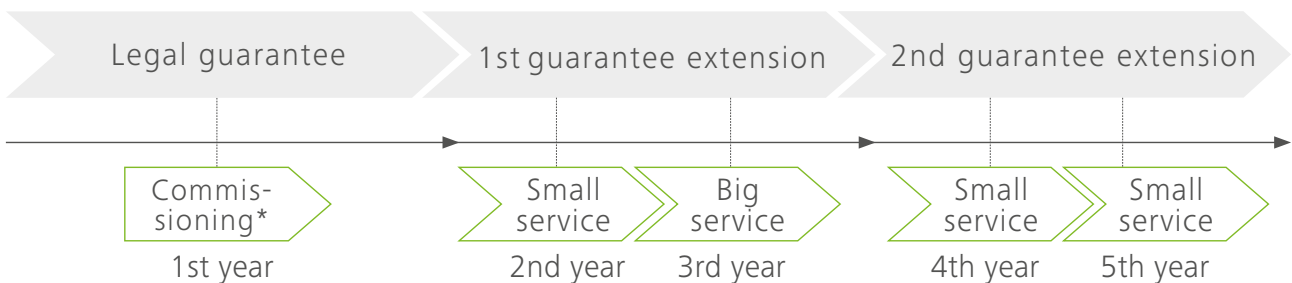 Legal guarantee
1st guarantee extension
2nd guarantee extension
Commis-
sioning*
Small
service
Big
service
Small
service
Small
service
1st year
2nd year
3rd year
4th year
5th year